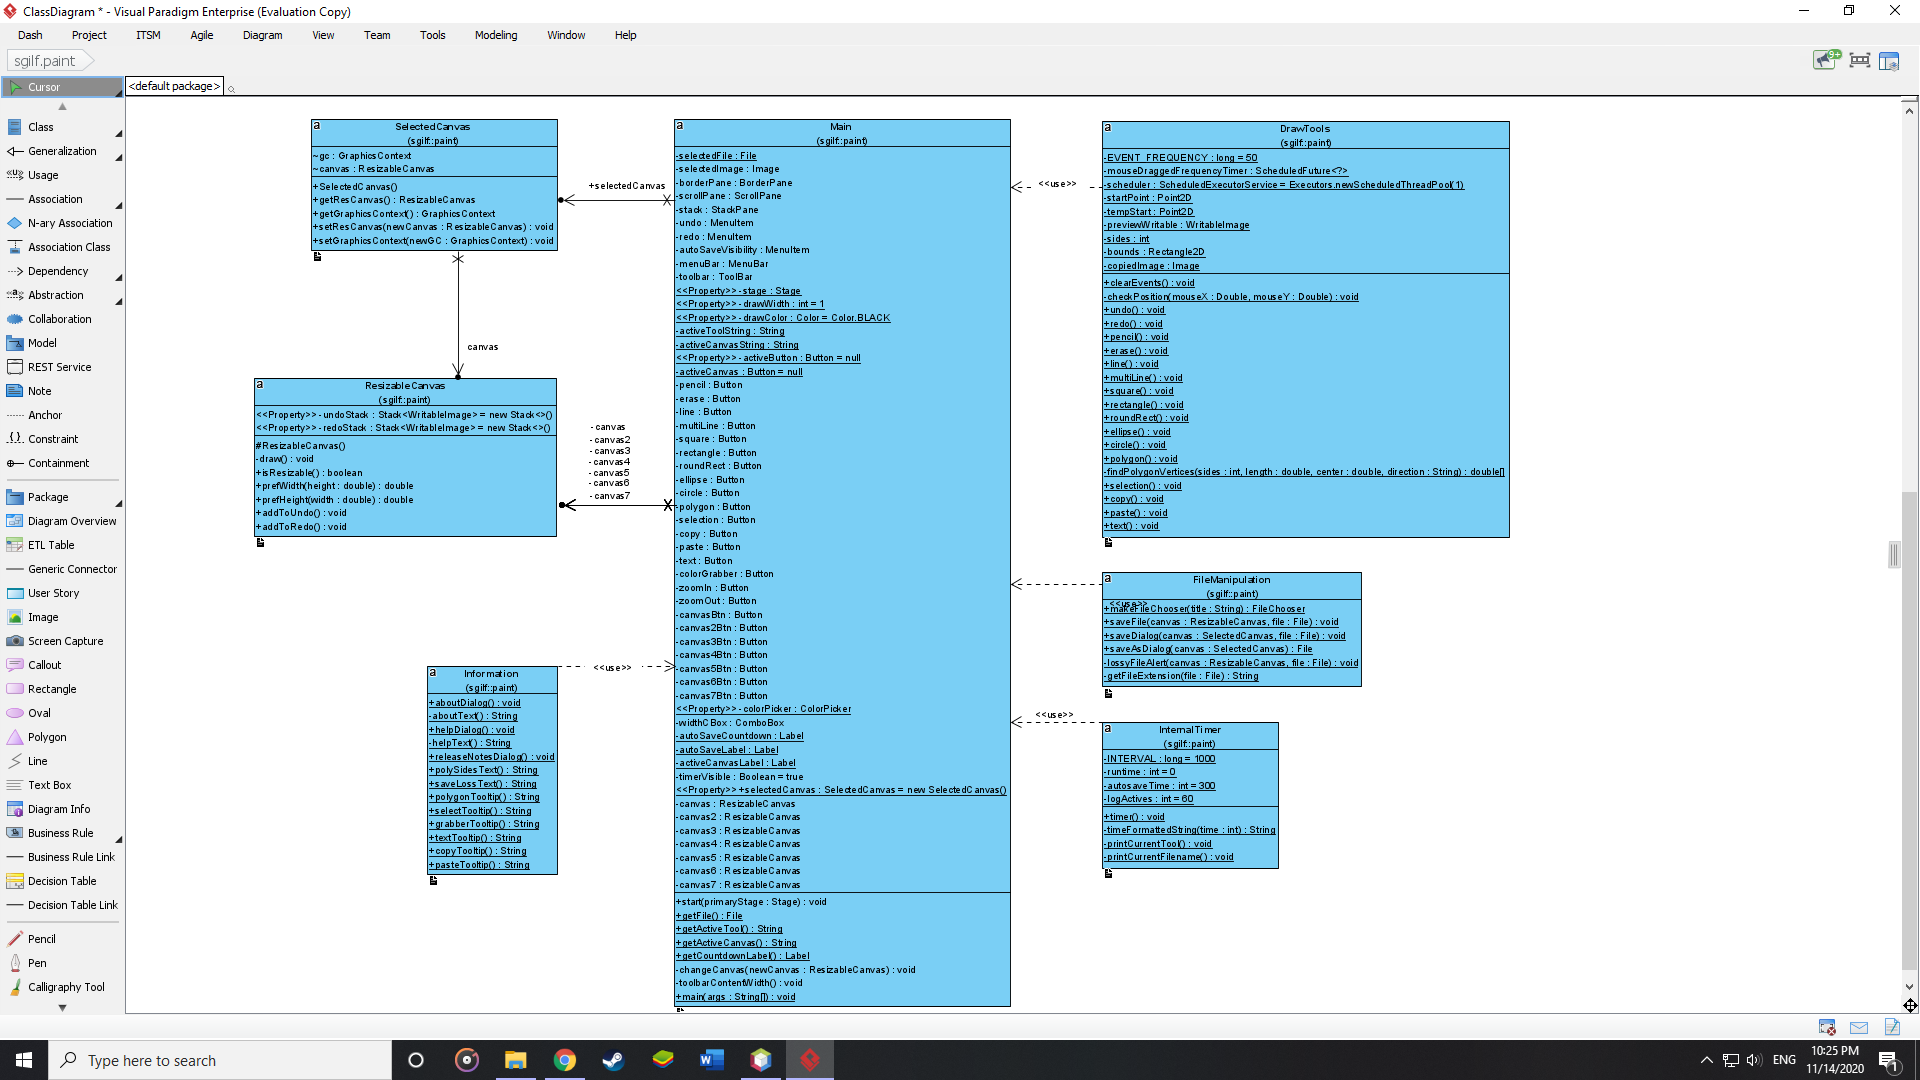 ClassDiagram * - Visual Paradigm Enterprise (Evaluation Copy)
Dash Project ITSM Agile Diagram View Team Tools Modeling Window Help
sgilf.paint
9+
<default package>
Cursor
Class
Generalization
Usage
Association
N-ary Association
Association Class
Dependency
Abstraction
Collaboration
Model
REST Service
Note
Anchor
Constraint
Containment
Package
Diagram Overview
ETL Table
Generic Connector
User Story
Image
Screen Capture
Callout
Rectangle
Oval
Polygon
Line
Text Box
Diagram Info
Business Rule
Business Rule Link
Decision Table
Decision Table Link
Pencil
Pen
Calligraphy Tool
a
SelectedCanvas
(sgilf::paint)
~gc : GraphicsContext
~canvas : ResizableCanvas
+SelectedCanvas()
+getResCanvas() : ResizableCanvas
+getGraphicsContext() : GraphicsContext
+setResCanvas(newCanvas : ResizableCanvas) : void
+setGraphicsContext(newGC : GraphicsContext) : void
+selectedCanvas
canvas
a
ResizableCanvas
(sgilf::paint)
<<Property>> -undoStack : Stack<WritableImage> = new Stack<>()
<<Property>> -redoStack : Stack<WritableImage> = new Stack<>()
#ResizableCanvas()
-draw() : void
+isResizable() : boolean
+prefWidth(height : double) : double
+prefHeight(width : double) : double
+addToUndo() : void
+addToRedo() : void
-canvas
-canvas2
-canvas3
-canvas4
-canvas5
-canvas6
-canvas7
a
Information
(sgilf::paint)
+aboutDialog() : void
-aboutText() : String
+helpDialog() : void
-helpText() : String
+releaseNotesDialog() : void
+polySidesText() : String
+saveLossText() : String
+polygonTooltip() : String
+selectTooltip() : String
+grabberTooltip() : String
+textTooltip() : String
+copyTooltip() : String
+pasteTooltip() : String
<<use>>
a
Main
(sgilf::paint)
-selectedFile : File
-selectedImage : Image
-borderPane : BorderPane
-scrollPane : ScrollPane
-stack : StackPane
-undo : MenuItem
-redo : MenuItem
-autoSaveVisibility : MenuItem
-menuBar : MenuBar
-toolbar : ToolBar
<<Property>> -stage : Stage
<<Property>> -drawWidth : int = 1
<<Property>> -drawColor : Color = Color.BLACK
-activeToolString : String
-activeCanvasString : String
<<Property>> -activeButton : Button = null
-activeCanvas : Button = null
-pencil : Button
-erase : Button
-line : Button
-multiLine : Button
-square : Button
-rectangle : Button
-roundRect : Button
-ellipse : Button
-circle : Button
-polygon : Button
-selection : Button
-copy : Button
-paste : Button
-text : Button
-colorGrabber : Button
-zoomIn : Button
-zoomOut : Button
-canvasBtn : Button
-canvas2Btn : Button
-canvas3Btn : Button
-canvas4Btn : Button
-canvas5Btn : Button
-canvas6Btn : Button
-canvas7Btn : Button
<<Property>> -colorPicker : ColorPicker
-widthCBox : ComboBox
-autoSaveCountdown : Label
-autoSaveLabel : Label
-activeCanvasLabel : Label
-timerVisible : Boolean = true
<<Property>> +selectedCanvas : SelectedCanvas = new SelectedCanvas()
-canvas : ResizableCanvas
-canvas2 : ResizableCanvas
-canvas3 : ResizableCanvas
-canvas4 : ResizableCanvas
-canvas5 : ResizableCanvas
-canvas6 : ResizableCanvas
-canvas7 : ResizableCanvas
+start(primaryStage : Stage) : void
+getFile() : File
+getActiveTool() : String
+getActiveCanvas() : String
+getCountdownLabel() : Label
-changeCanvas(newCanvas : ResizableCanvas) : void
-toolbarContentWidth() : void
+main(args : String[]) : void
<<use>>
a
DrawTools
(sgilf::paint)
-EVENT_FREQUENCY : long = 50
-mouseDraggedFrequencyTimer : ScheduledFuture<?>
-scheduler : ScheduledExecutorService = Executors.newScheduledThreadPool(1)
-startPoint : Point2D
-tempStart : Point2D
-previewWritable : WritableImage
-sides : int
-bounds : Rectangle2D
-copiedImage : Image
+clearEvents() : void
-checkPosition(mouseX : Double, mouseY : Double) : void
+undo() : void
+redo() : void
+pencil() : void
+erase() : void
+line() : void
+multiLine() : void
+square() : void
+rectangle() : void
+roundRect() : void
+ellipse() : void
+circle() : void
+polygon() : void
-findPolygonVertices(sides : int, length : double, center : double, direction : String) : double[]
+selection() : void
+copy() : void
+paste() : void
+text() : void
a
FileManipulation
(sgilf::paint)
<<use>>
+makeFileChooser(title : String) : FileChooser
+saveFile(canvas : ResizableCanvas, file : File) : void
+saveDialog(canvas : SelectedCanvas, file : File) : void
+saveAsDialog(canvas : SelectedCanvas) : File
-lossyFileAlert(canvas : ResizableCanvas, file : File) : void
-getFileExtension(file : File) : String
<<use>>
a
InternalTimer
(sgilf::paint)
-INTERVAL : long = 1000
-runtime : int = 0
-autosaveTime : int = 300
-logActives : int = 60
+timer() : void
-timeFormattedString(time : int) : String
-printCurrentTool() : void
-printCurrentFilename() : void
Type here to search
ENG
10:25 PM
11/14/2020
1